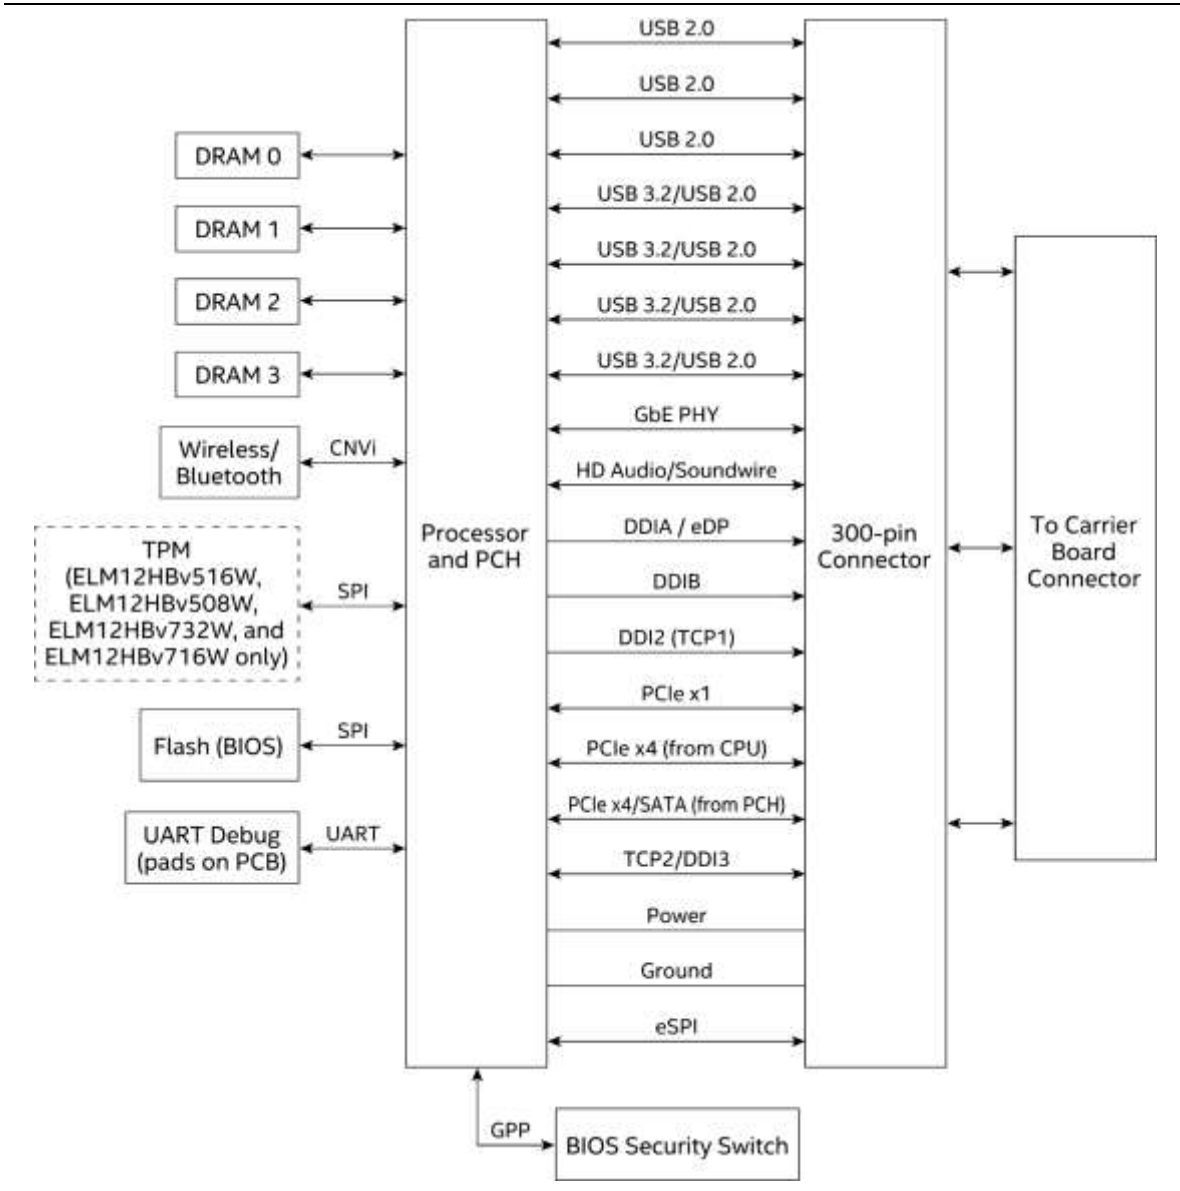 USB 2.0
USB 2.0
USB 2.0
USB 3.2/USB 2.0
USB 3.2/USB 2.0
USB 3.2/USB 2.0
USB 3.2/USB 2.0
GbE PHY
HD Audio/Soundwire
DDIA / eDP
DDIB
DDI2 (TCP1)
PCIe x1
PCIe x4 (from CPU)
PCIe x4/SATA (from PCH)
TCP2/DDI3
Power
Ground
eSPI
DRAM 0
DRAM 1
DRAM 2
DRAM 3
Wireless/
Bluetooth
CNVi
TPM
(ELM12HBv516W,
ELM12HBv508W,
ELM12HBv732W, and
ELM12HBv716W only)
SPI
Flash (BIOS)
SPI
UART Debug
(pads on PCB)
UART
Processor
and PCH
300-pin
Connector
To Carrier
Board
Connector
GPP
BIOS Security Switch